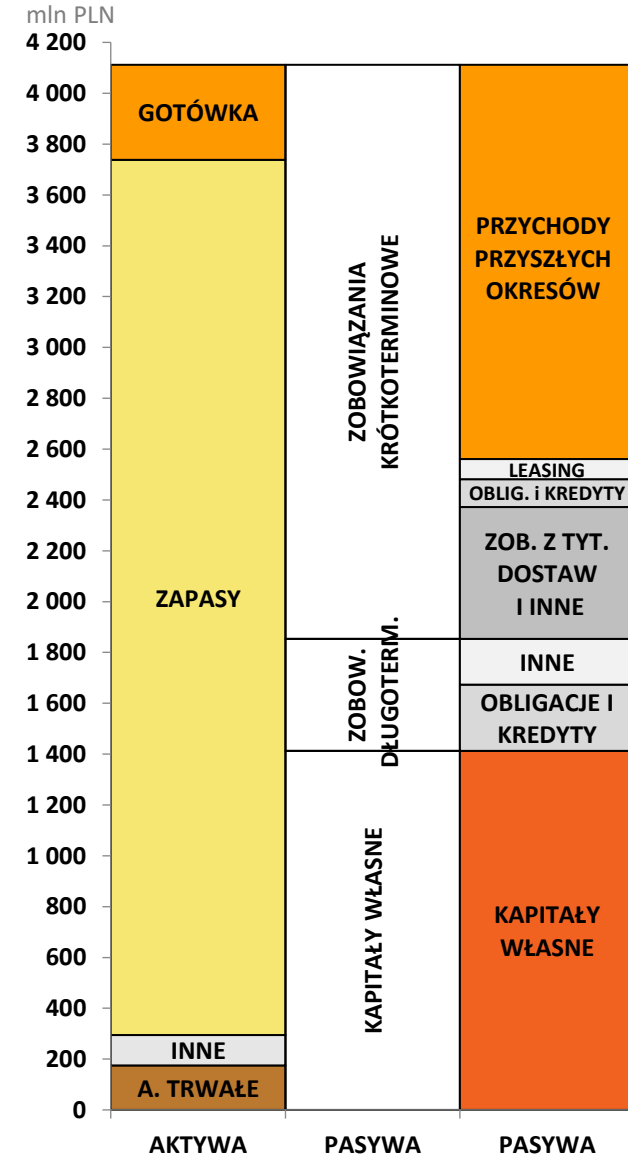 mln PLN
4 200
4 000
3 800
3 600
3 400
3 200
3 000
2 800
2 600
2 400
2 200
2 000
1 800
1 600
1 400
1 200
1 000
800
600
400
200
0
GOTÓWKA
ZAPASY
INNE
A. TRWAŁE
ZOBOWIĄZANIA
KRÓTKOTERMINOWE
ZOBOW.
DŁUGOTERM.
KAPITAŁY WŁASNE
PRZYCHODY
PRZYSZŁYCH
OKRESÓW
LEASING
OBLIG. i KREDYTY
ZOB. Z TYT.
DOSTAW
I INNE
INNE
OBLIGACJE I
KREDYTY
KAPITAŁY
WŁASNE
AKTYWA
PASYWA
PASYWA